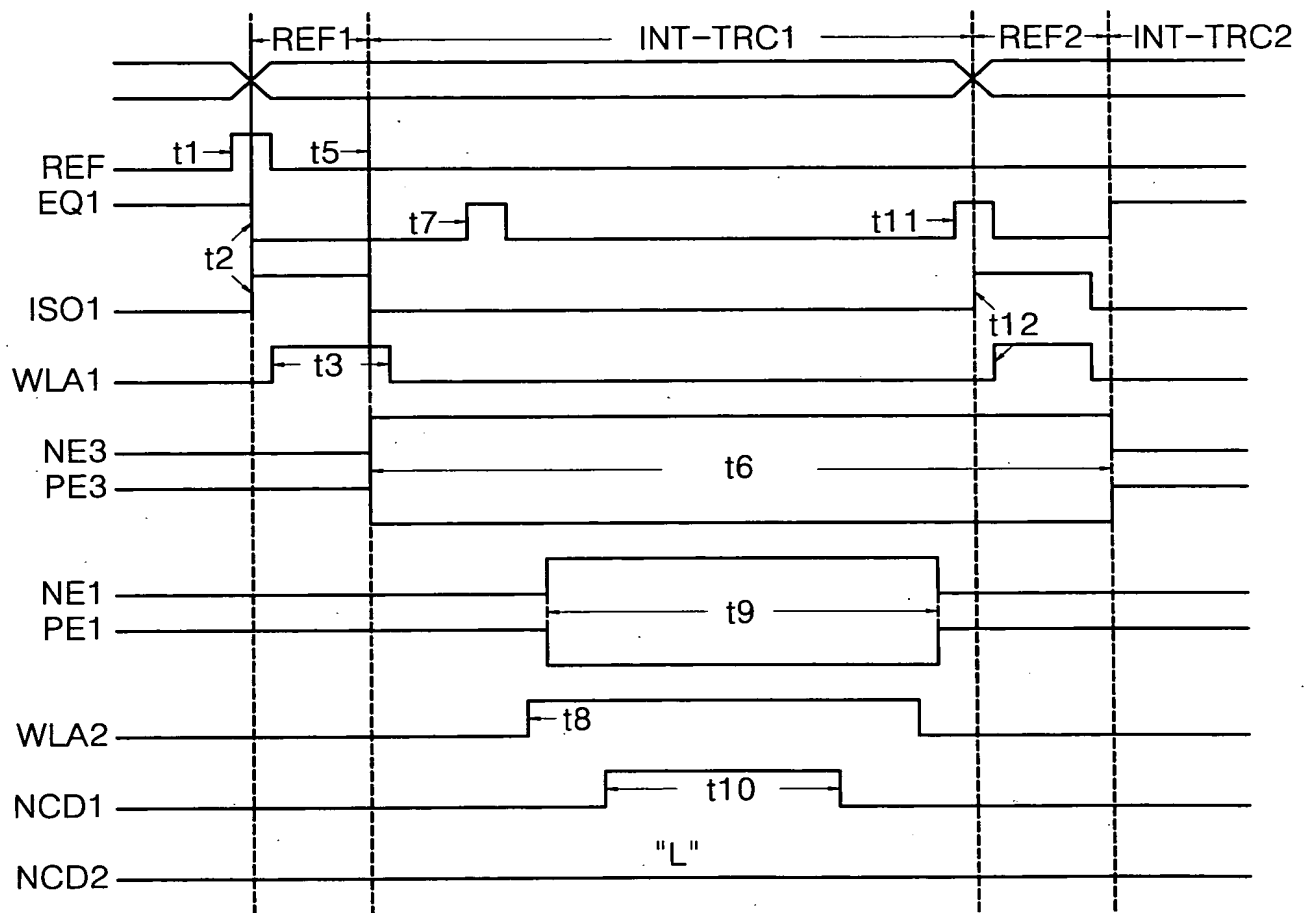 REF1 INT-TRC1 REF2 INT-TRC2
REF t1 t5
EQ1 t7 t11
t2
ISO1 t12
WLA1 t3
NE3
t6
PE3
NE1
t9
PE1
WLA2 t8
NCD1 t10
"L"
NCD2